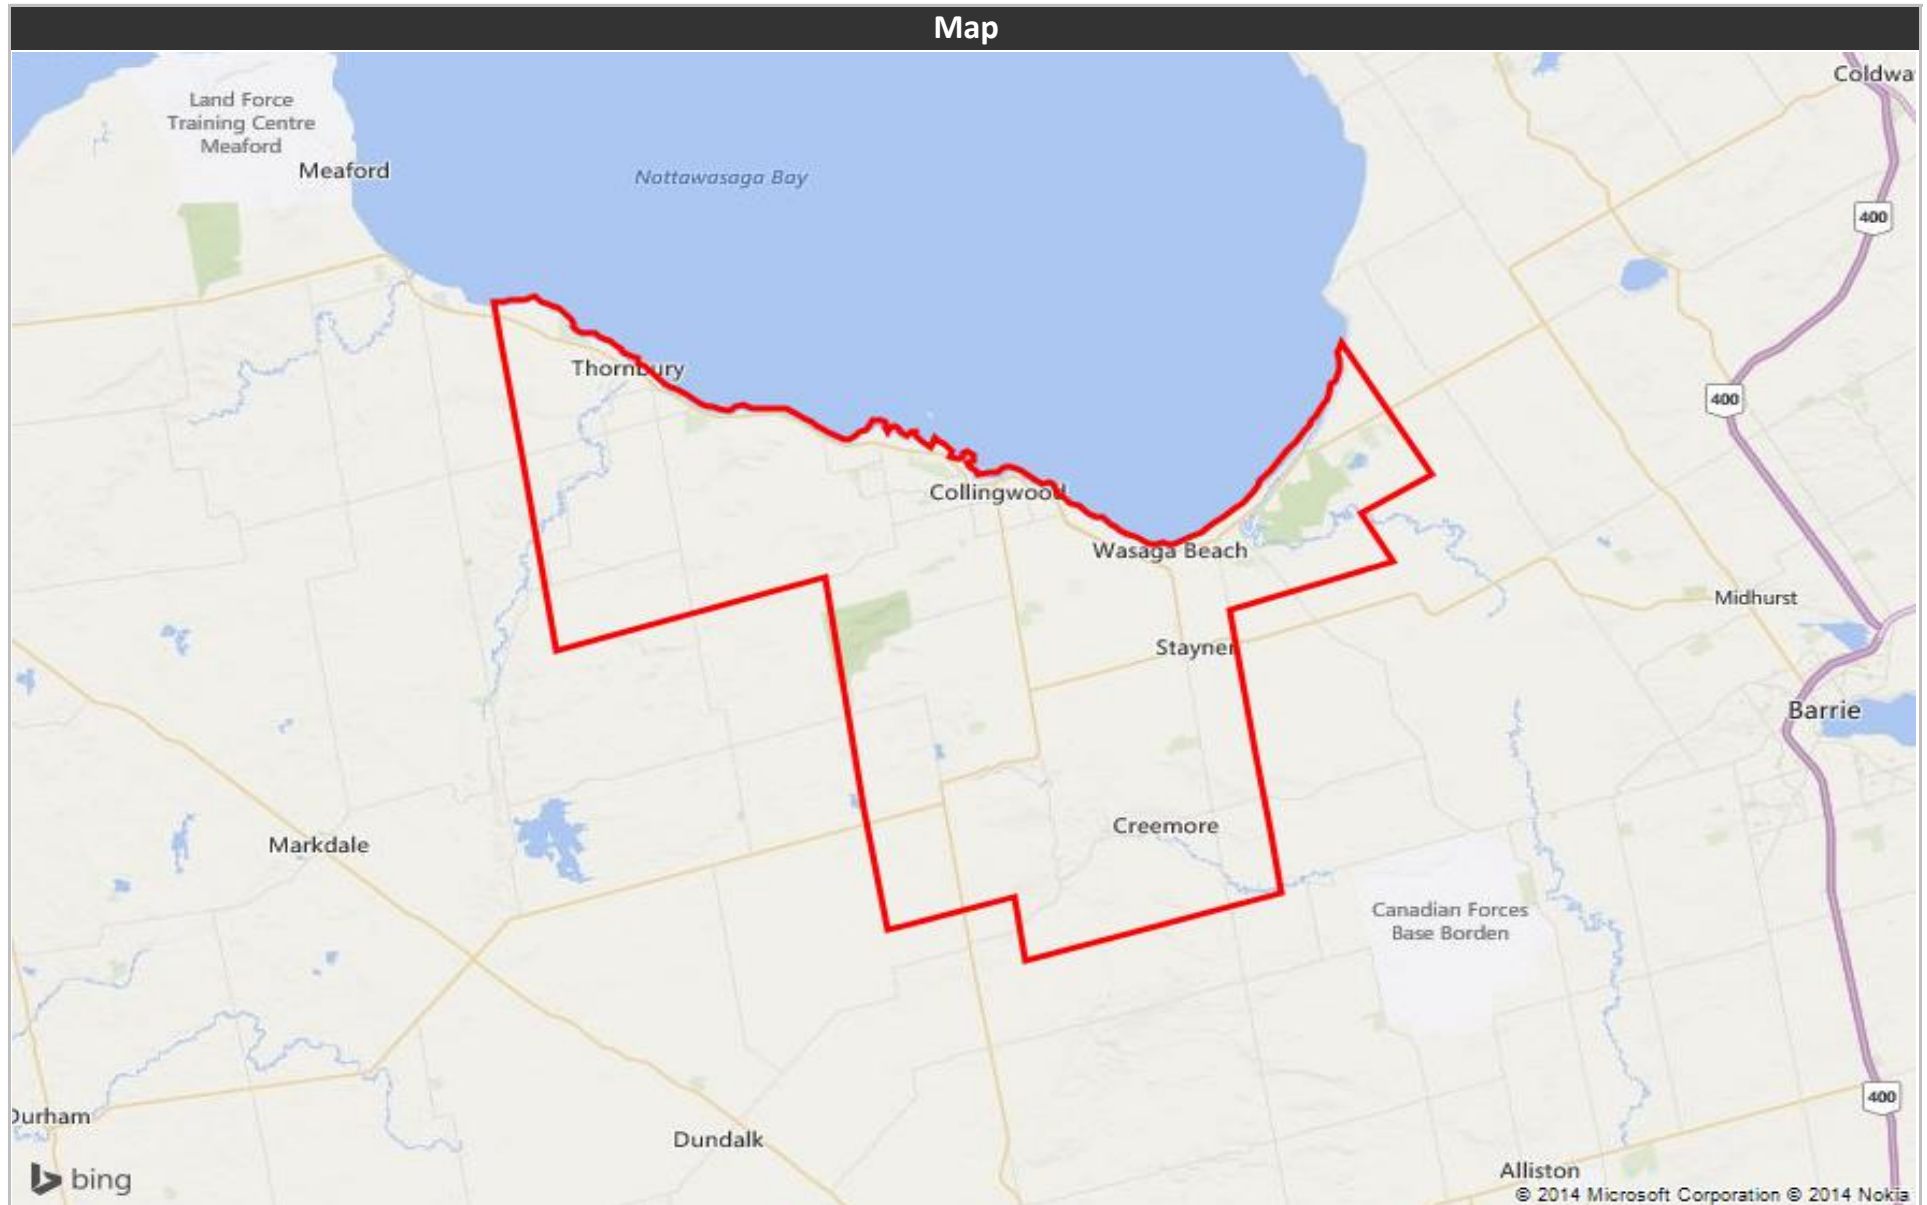 Map
Coldwa
Land Force
Training Centre
Meaford
Meaford
Nottawasaga Bay
400
Thornbury
400
Collingwood
Wasaga Beach
Midhurst
Stayner
Barrie
Creemore
Markdale
Canadian Forces
Base Borden
400
Durham
Dundalk
Alliston
bing
© 2014 Microsoft Corporation © 2014 Nokia